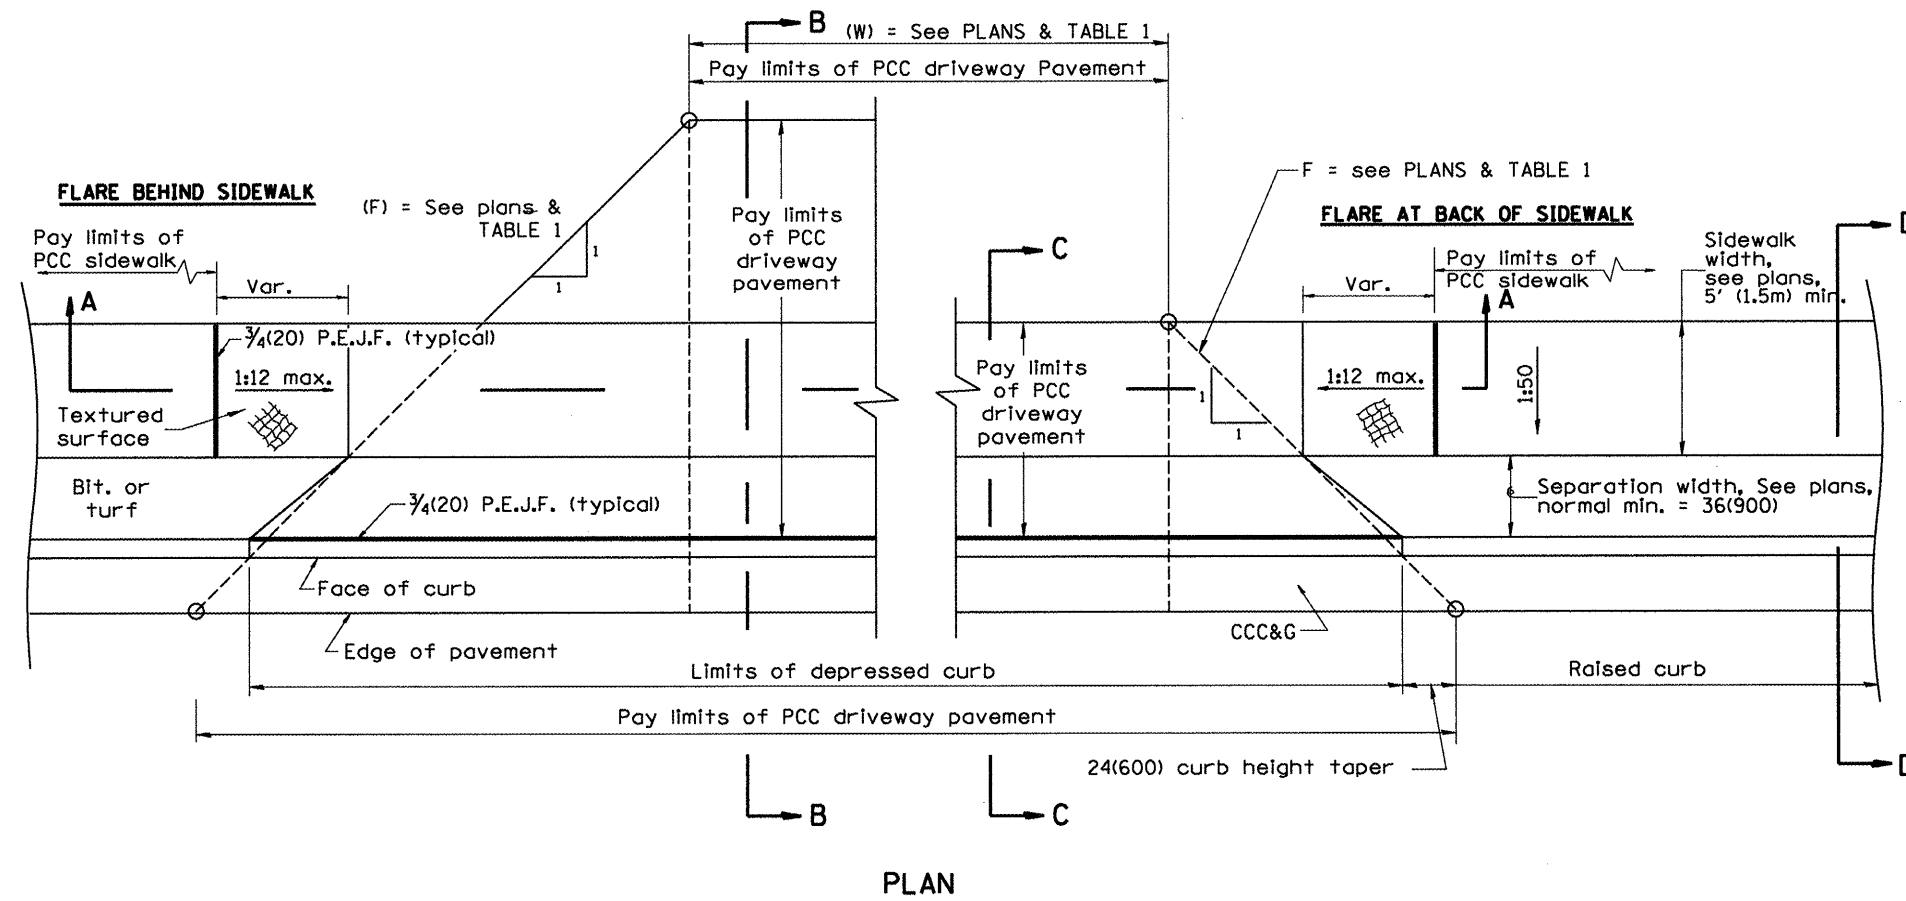 B
(W) = See PLANS & TABLE 1
Pay limits of PCC driveway Pavement
FLARE BEHIND SIDEWALK
(F) = See plans &
TABLE 1
1
1
Pay limits of
PCC sidewalk
Var.
A
3/4(20) P.E.J.F. (typical)
1:12 max.
Textured
surface
Bit. or
turf
3/4(20) P.E.J.F. (typical)
Face of curb
Edge of pavement
Pay limits
of PCC
driveway
pavement
C
Pay limits
of PCC
driveway
pavement
F = see PLANS & TABLE 1
FLARE AT BACK OF SIDEWALK
1
1
Var.
Pay limits of
PCC sidewalk
A
1:12 max.
1:50
Sidewalk
width,
see plans,
5' (1.5m) min.
Separation width, See plans,
normal min. = 36(900)
CCC&G
Limits of depressed curb
Raised curb
Pay limits of PCC driveway pavement
24(600) curb height taper
B
C
PLAN